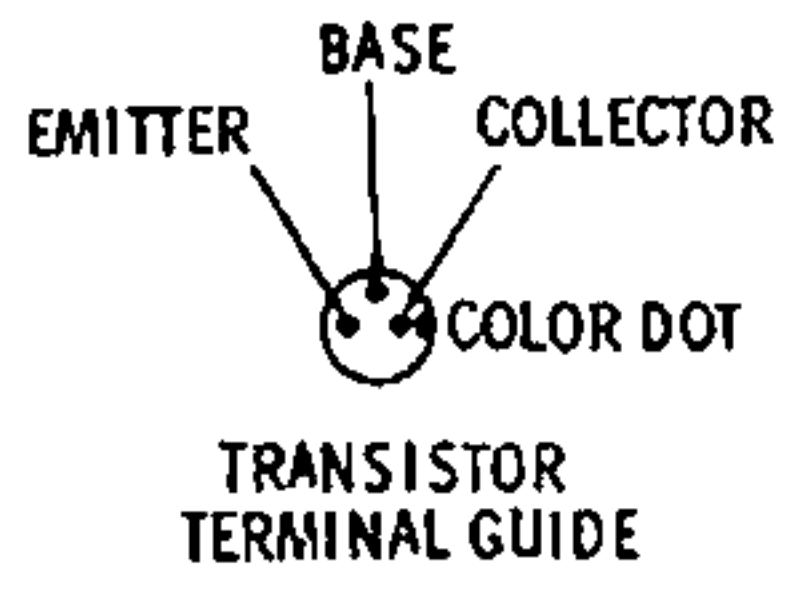 BASE
EMITTER
COLLECTOR
COLOR DOT
TRANSISTOR
TERMINAL GUIDE